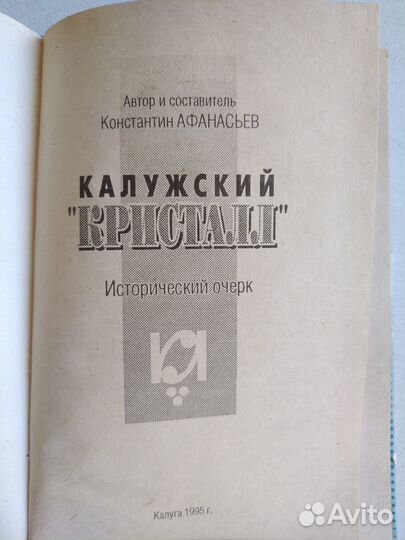 Автор и составитель
Константин АФАНАСЬЕВ
КАЛУЖСКИЙ
"КРИСТАЛЛ"
Исторический очерк
Калуга 1995 г.
Avito